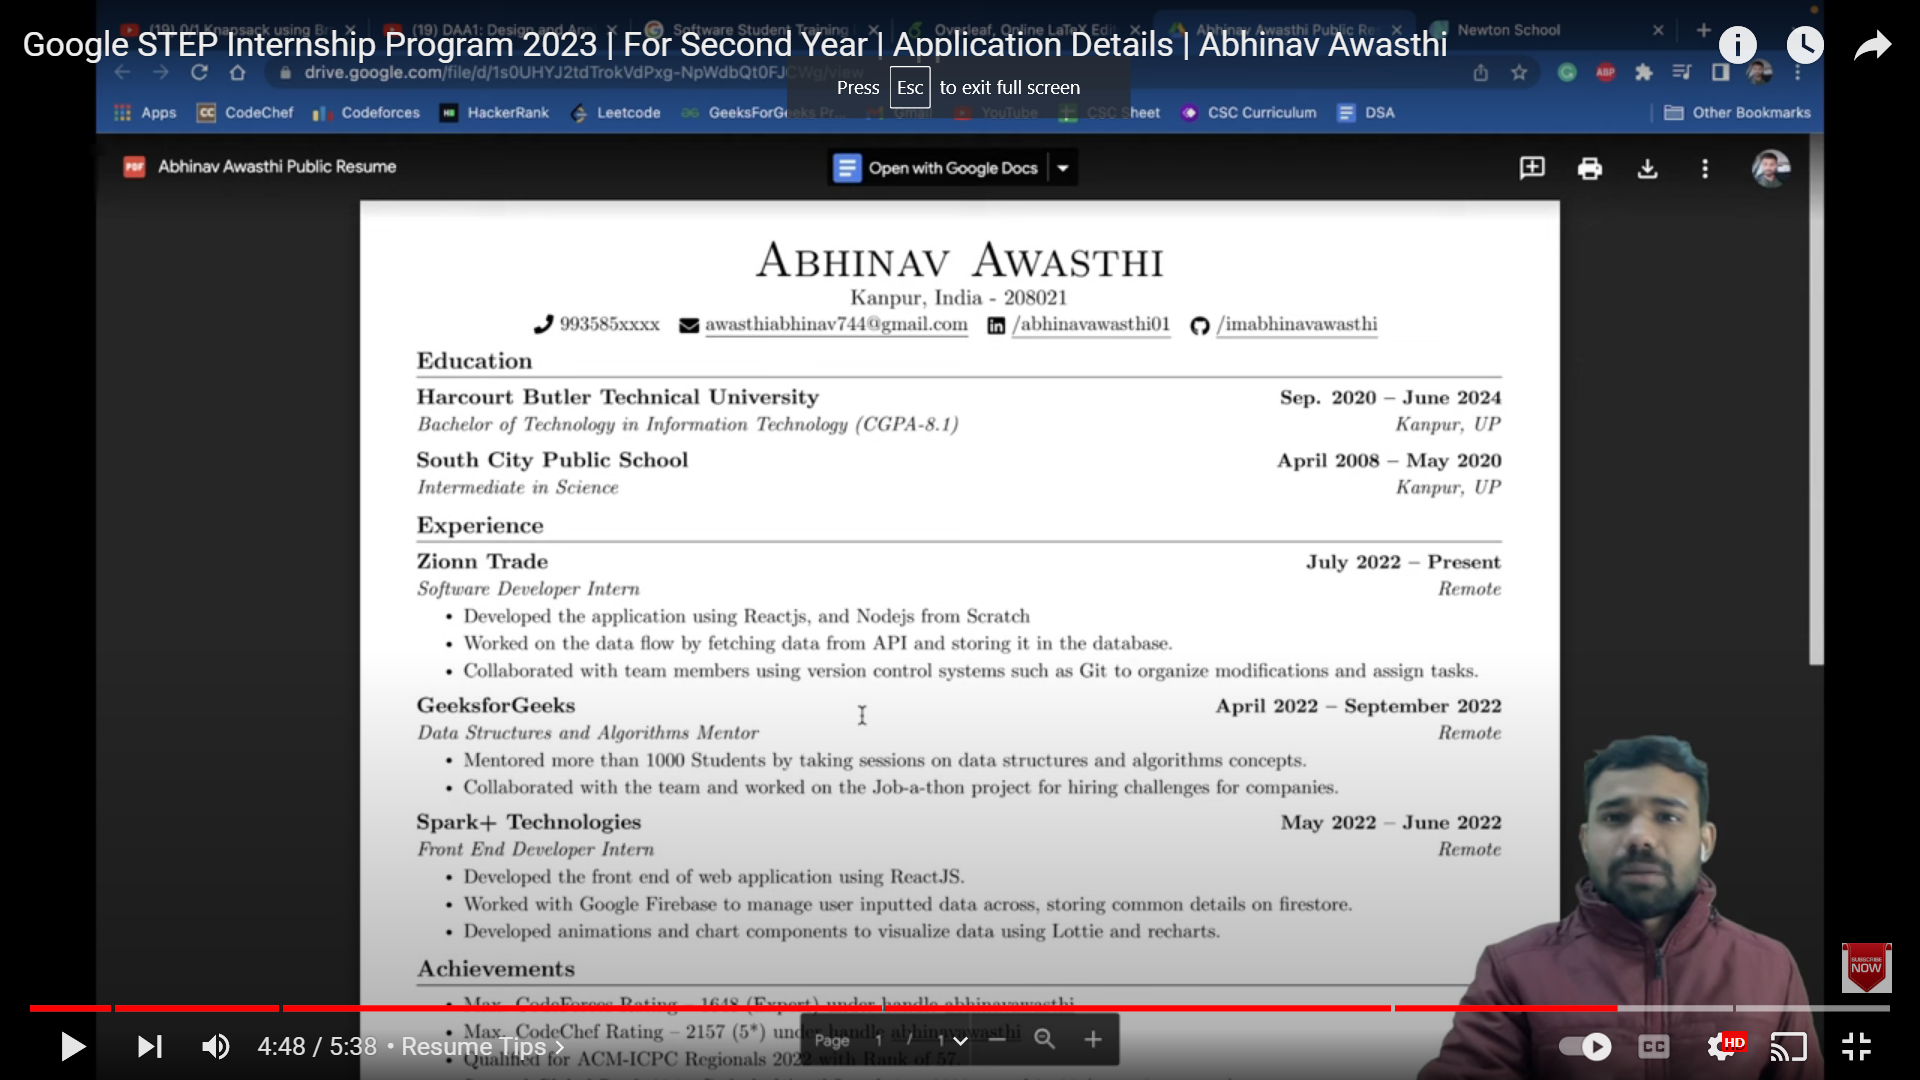 (19) 0/1 Knapsack using Br
(19) DAA1: Design and An
Software Student Training
Overleaf, Online LaTeX Edit
Abhinav Awasthi Public Re
Newton School
Google STEP Internship Program 2023 | For Second Year | Application Details | Abhinav Awasthi
drive.google.com/file/d/1s0UHYJ2tdTrokVdPxg-NpWdbQt0FJ
Press Esc to exit full screen
Apps CodeChef Codeforces HackerRank Leetcode GeeksForGeeks Pr... Gmail YouTube CSC Sheet CSC Curriculum DSA Other Bookmarks
PDF Abhinav Awasthi Public Resume
Open with Google Docs
Abhinav Awasthi
Kanpur, India - 208021
993585xxxx awasthiabhinav744@gmail.com /abhinavawasthi01 /imabhinavawasthi
Education
Harcourt Butler Technical University Sep. 2020 – June 2024
Bachelor of Technology in Information Technology (CGPA-8.1) Kanpur, UP
South City Public School April 2008 – May 2020
Intermediate in Science Kanpur, UP
Experience
Zionn Trade July 2022 – Present
Software Developer Intern Remote
• Developed the application using Reactjs, and Nodejs from Scratch
• Worked on the data flow by fetching data from API and storing it in the database.
• Collaborated with team members using version control systems such as Git to organize modifications and assign tasks.
GeeksforGeeks April 2022 – September 2022
Data Structures and Algorithms Mentor Remote
• Mentored more than 1000 Students by taking sessions on data structures and algorithms concepts.
• Collaborated with the team and worked on the Job-a-thon project for hiring challenges for companies.
Spark+ Technologies May 2022 – June 2022
Front End Developer Intern Remote
• Developed the front end of web application using ReactJS.
• Worked with Google Firebase to manage user inputted data across, storing common details on firestore.
• Developed animations and chart components to visualize data using Lottie and recharts.
Achievements
• Max. CodeForces Rating – 1648 (Expert) under handle abhinavawasthi
• Max. CodeChef Rating – 2157 (5*) under handle abhinavawasthi
• Qualified for ACM-ICPC Regionals 2022 with Rank of 57.
Page 1 / 1
SUBSCRIBE NOW
4:48 / 5:38 • Resume Tips >
CC
HD